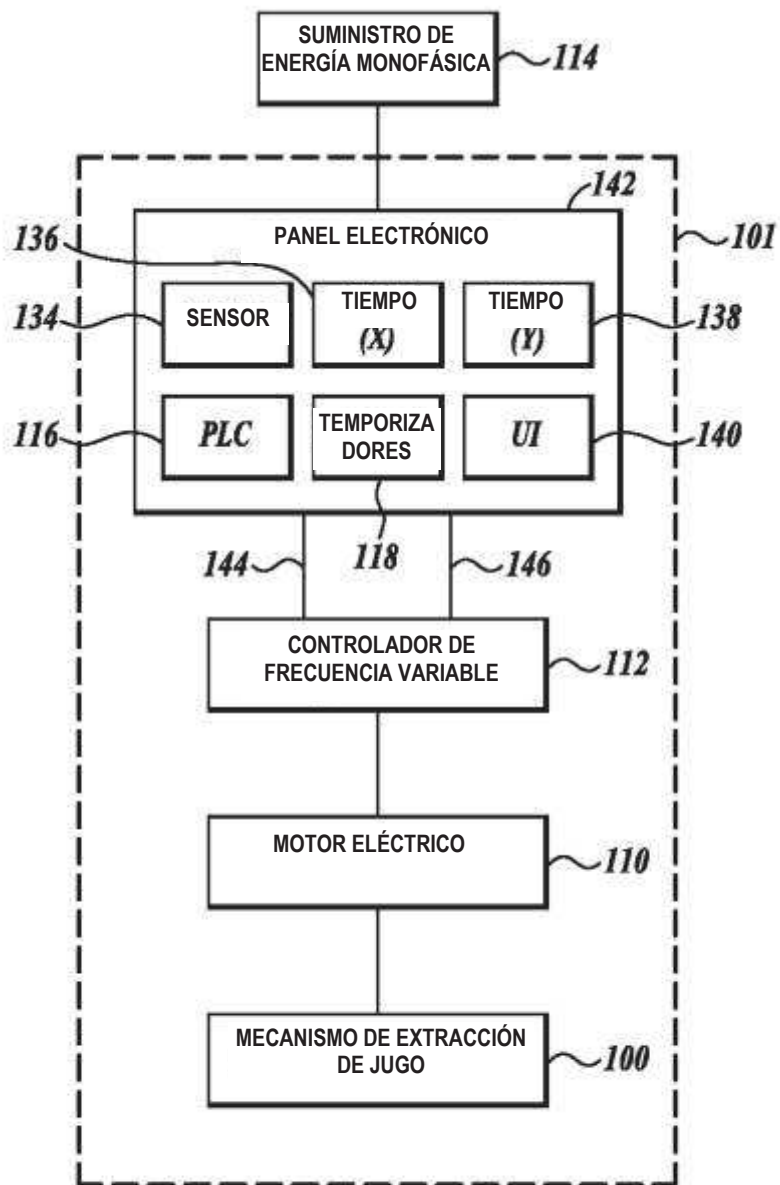 SUMINISTRO DE
ENERGÍA MONOFÁSICA
114
142
PANEL ELECTRÓNICO
101
136
134
SENSOR
TIEMPO
(X)
TIEMPO
(Y)
138
116
PLC
TEMPORIZA
DORES
UI
140
144
118
146
CONTROLADOR DE
FRECUENCIA VARIABLE
112
MOTOR ELÉCTRICO
110
MECANISMO DE EXTRACCIÓN
DE JUGO
100